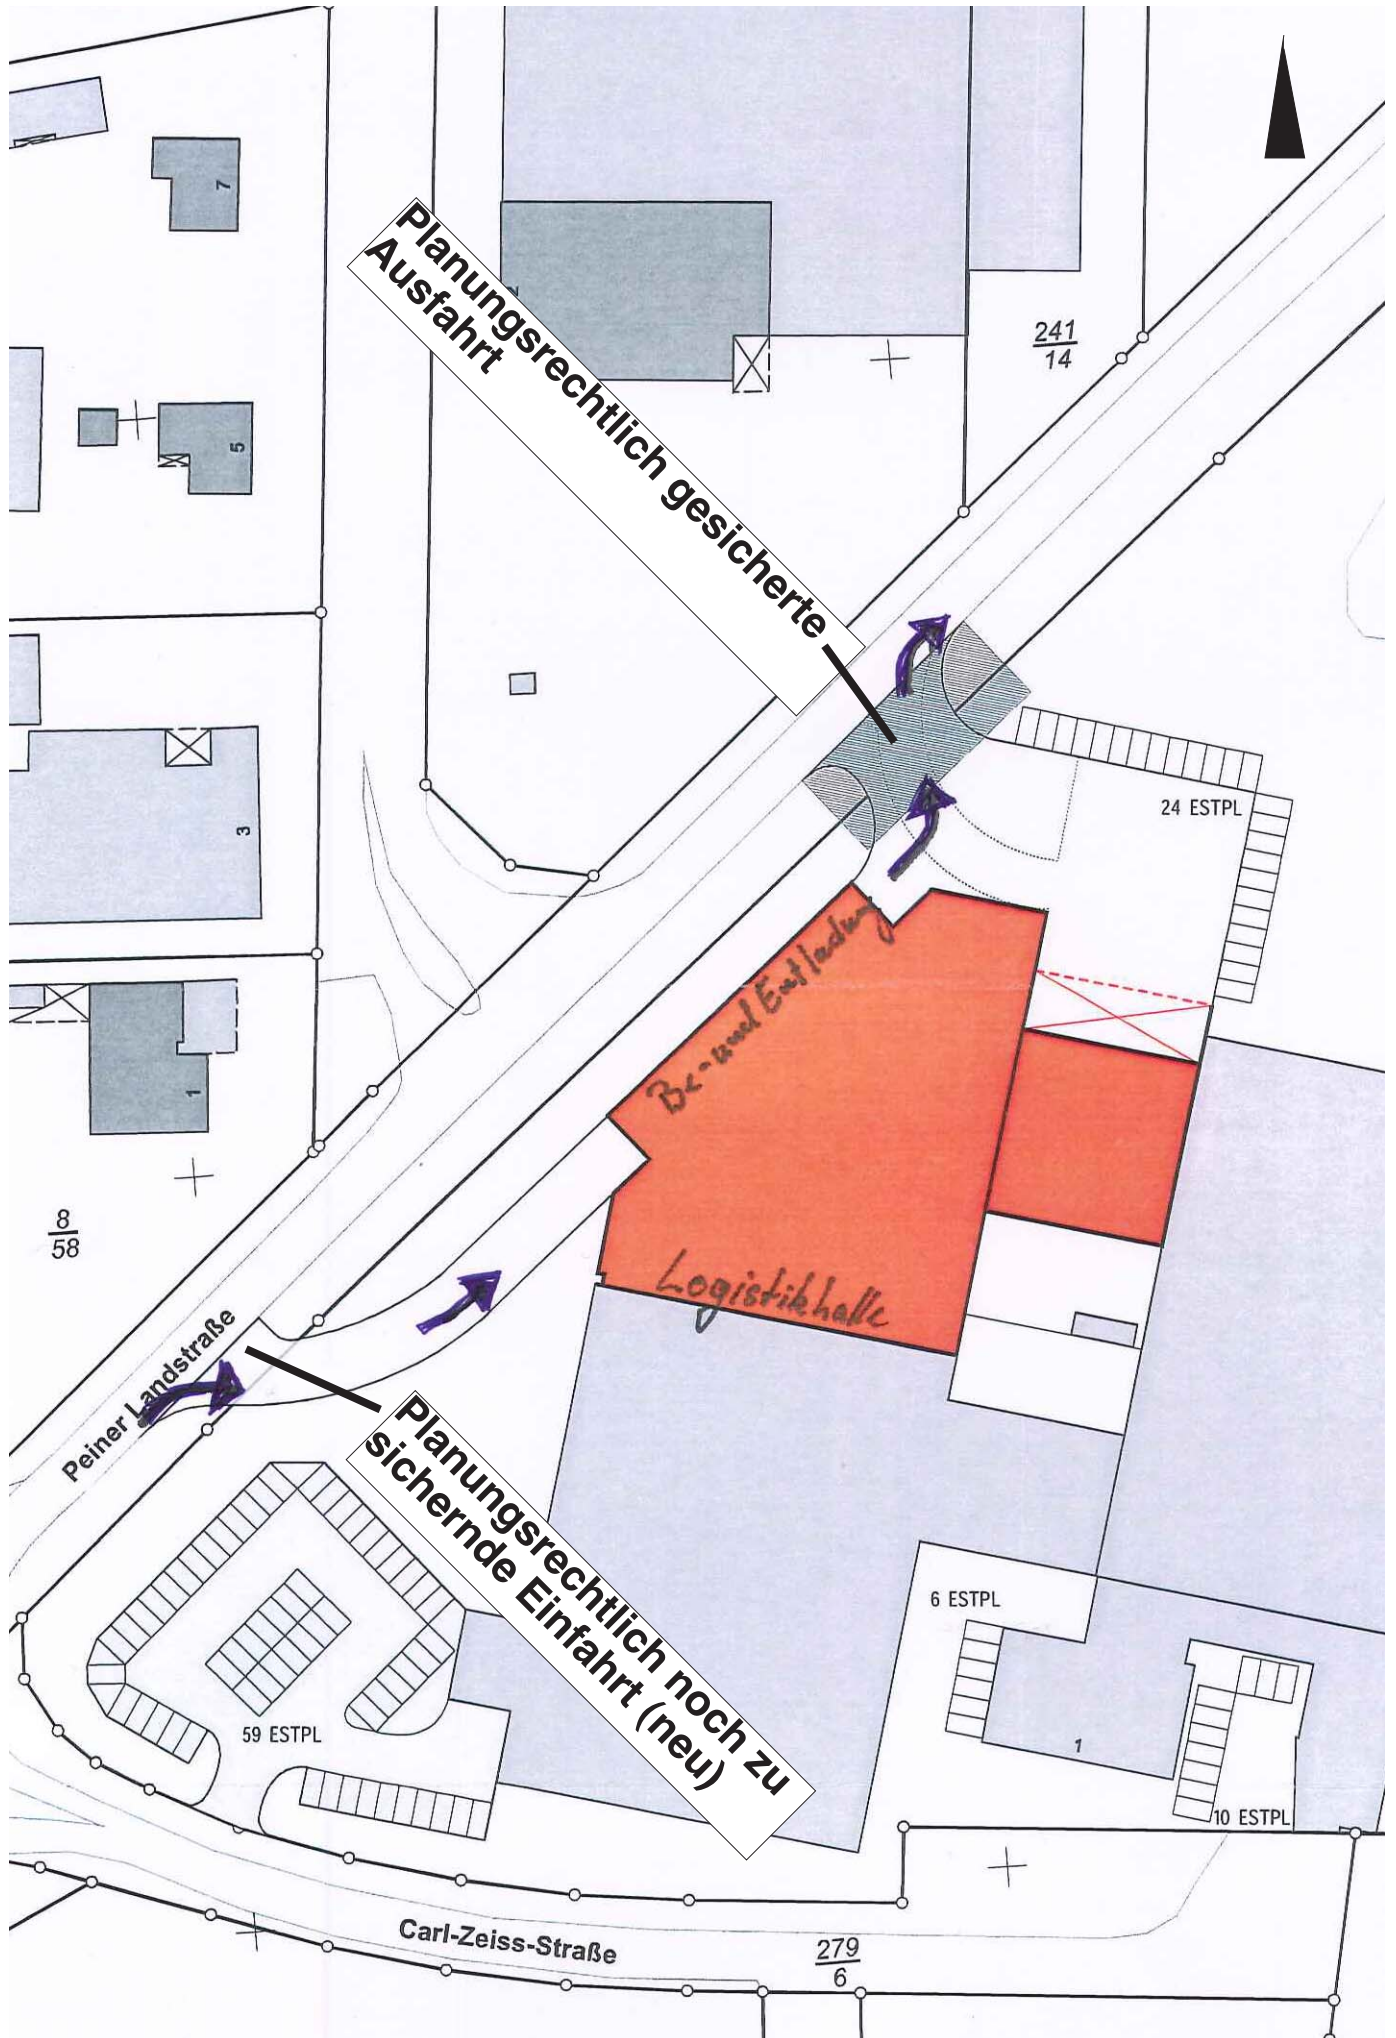 7
2
Planungsrechtlich gesicherte
Ausfahrt
241
14
5
24 ESTPL
3
Be- und Entladung
1
8
58
Logistikhalle
Peiner Landstraße
Planungsrechtlich noch zu
sichernde Einfahrt (neu)
6 ESTPL
59 ESTPL
1
10 ESTPL
Carl-Zeiss-Straße
279
6